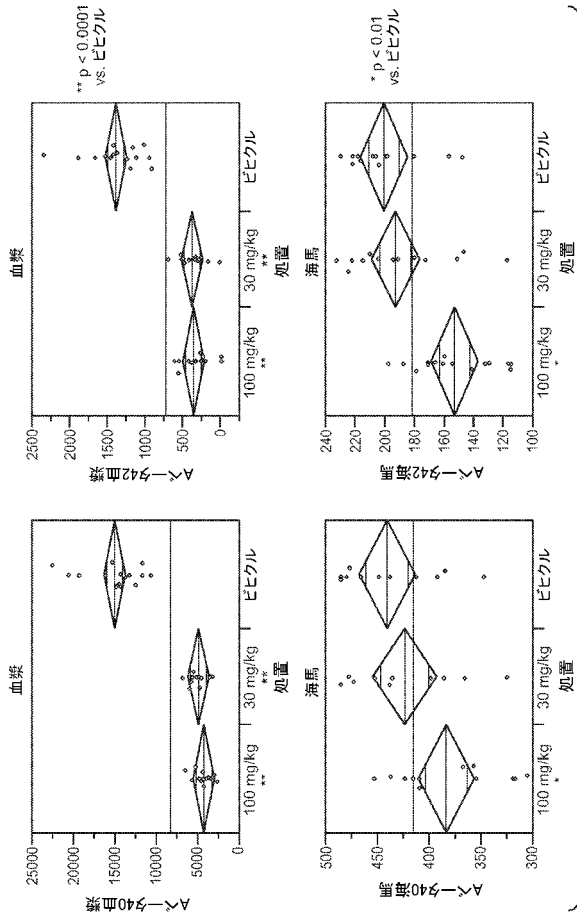 血漿
25000
20000
15000
10000
5000
0
Aベータ40血漿
100 mg/kg
30 mg/kg
ビヒクル
**
**
処置
血漿
2500
2000
1500
1000
500
0
Aベータ42血漿
100 mg/kg
30 mg/kg
ビヒクル
**
**
処置
** p < 0.0001
vs. ビヒクル
海馬
500
450
400
350
300
Aベータ40海馬
100 mg/kg
30 mg/kg
ビヒクル
*
処置
海馬
240
220
200
180
160
140
120
100
Aベータ42海馬
100 mg/kg
30 mg/kg
ビヒクル
*
処置
* p < 0.01
vs. ビヒクル